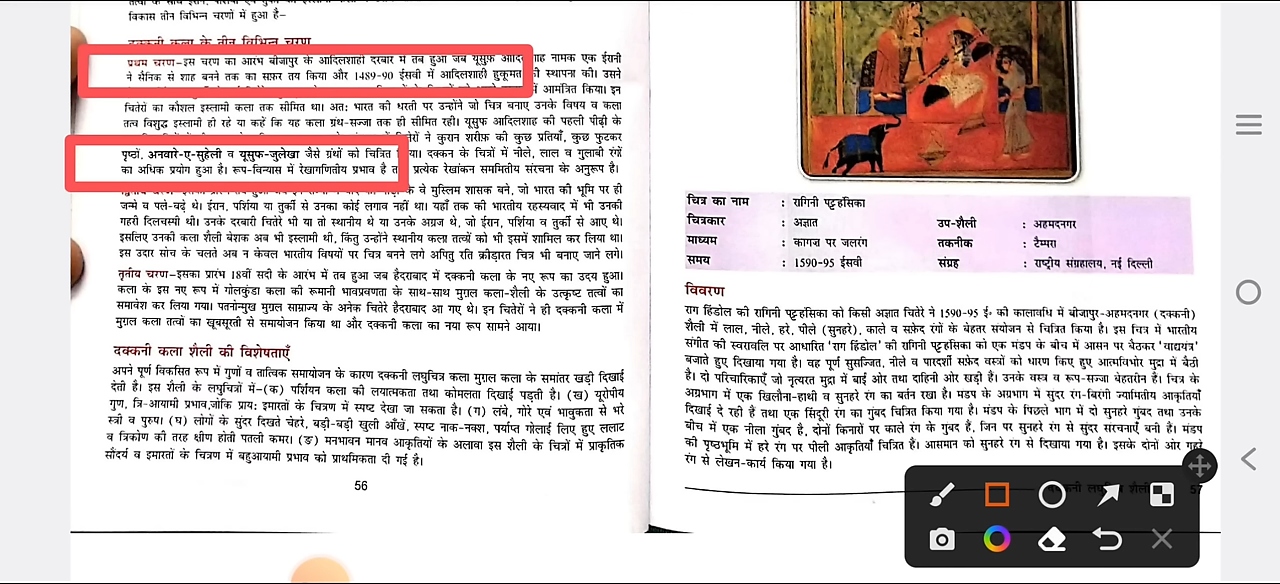 विकास तीन विभिन्न चरणों में हुआ है–
दक्कनी कला के तीन विभिन्न चरण
प्रथम चरण–इस चरण का आरंभ बीजापुर के आदिलशाही दरबार में तब हुआ जब यूसुफ़ आदि शाह नामक एक ईरानी
ने सैनिक से शाह बनने तक का सफ़र तय किया और 1489-90 ईसवी में आदिलशाही हुकूमत की स्थापना की। उसने
में आमंत्रित किया। इन
चितेरों का कौशल इस्लामी कला तक सीमित था। अतः भारत की धरती पर उन्होंने जो चित्र बनाए उनके विषय व कला
तत्व विशुद्ध इस्लामी ही रहे या कहें कि यह कला ग्रंथ-सज्जा तक ही सीमित रही। यूसुफ आदिलशाह की पहली पीढ़ी के
ने कुरान शरीफ़ की कुछ प्रतियाँ, कुछ फुटकर
पृष्ठों, अनवारे-ए-सुहेली व यूसुफ-जुलेखा जैसे ग्रंथों को चित्रित या। दक्कन के चित्रों में नीले, लाल व गुलाबी रंगों
का अधिक प्रयोग हुआ है। रूप-विन्यास में रेखागणितीय प्रभाव है प्रत्येक रेखांकन सममितीय संरचना के अनुरूप है।
के वे मुस्लिम शासक बने, जो भारत की भूमि पर ही
जन्मे व पले-बढ़े थे। ईरान, पर्शिया या तुर्की से उनका कोई लगाव नहीं था। यहाँ तक की भारतीय रहस्यवाद में भी उनकी
गहरी दिलचस्पी थी। उनके दरबारी चितेरे भी या तो स्थानीय थे या उनके अग्रज थे, जो ईरान, पर्शिया व तुर्की से आए थे।
इसलिए उनकी कला शैली बेशक अब भी इस्लामी थी, किंतु उन्होंने स्थानीय कला तत्वों को भी इसमें शामिल कर लिया था।
इस उदार सोच के चलते अब न केवल भारतीय विषयों पर चित्र बनने लगे अपितु रति क्रीड़ारत चित्र भी बनाए जाने लगे।
तृतीय चरण–इसका प्रारंभ 18वीं सदी के आरंभ में तब हुआ जब हैदराबाद में दक्कनी कला के नए रूप का उदय हुआ।
कला के इस नए रूप में गोलकुंडा कला की रूमानी भावप्रवणता के साथ-साथ मुग़ल कला-शैली के उत्कृष्ट तत्वों का
समावेश कर लिया गया। पतनोन्मुख मुग़ल साम्राज्य के अनेक चितेरे हैदराबाद आ गए थे। इन चितेरों ने ही दक्कनी कला में
मुग़ल कला तत्वों का खूबसूरती से समायोजन किया था और दक्कनी कला का नया रूप सामने आया।
दक्कनी कला शैली की विशेषताएँ
अपने पूर्ण विकसित रूप में गुणों व तात्विक समायोजन के कारण दक्कनी लघुचित्र कला मुग़ल कला के समांतर खड़ी दिखाई
देती है। इस शैली के लघुचित्रों में–(क) पर्शियन कला की लयात्मकता तथा कोमलता दिखाई पड़ती है। (ख) यूरोपीय
गुण, त्रि-आयामी प्रभाव,जोकि प्रायः इमारतों के चित्रण में स्पष्ट देखा जा सकता है। (ग) लंबे, गोरे एवं भावुकता से भरे
स्त्री व पुरुष। (घ) लोगों के सुंदर दिखते चेहरे, बड़ी-बड़ी खुली आँखें, स्पष्ट नाक-नक्श, पर्याप्त गोलाई लिए हुए ललाट
व त्रिकोण की तरह क्षीण होती पतली कमर। (ङ) मनभावन मानव आकृतियों के अलावा इस शैली के चित्रों में प्राकृतिक
सौंदर्य व इमारतों के चित्रण में बहुआयामी प्रभाव को प्राथमिकता दी गई है।
56
चित्र का नाम : रागिनी पट्टहसिका
चित्रकार : अज्ञात उप-शैली : अहमदनगर
माध्यम : कागज पर जलरंग तकनीक : टैम्परा
समय : 1590-95 ईसवी संग्रह : राष्ट्रीय संग्रहालय, नई दिल्ली
विवरण
राग हिंडोल की रागिनी पट्टहसिका को किसी अज्ञात चितेरे ने 1590-95 ई॰ की कालावधि में बीजापुर-अहमदनगर (दक्कनी)
शैली में लाल, नीले, हरे, पीले (सुनहरे), काले व सफ़ेद रंगों के बेहतर संयोजन से चित्रित किया है। इस चित्र में भारतीय
संगीत की स्वरावलि पर आधारित 'राग हिंडोल' की रागिनी पट्टहसिका को एक मंडप के बीच में आसन पर बैठकर 'वाद्ययंत्र'
बजाते हुए दिखाया गया है। वह पूर्ण सुसज्जित, नीले व पारदर्शी सफ़ेद वस्त्रों को धारण किए हुए आत्मविभोर मुद्रा में बैठी
है। दो परिचारिकाएँ जो नृत्यरत मुद्रा में बाईं ओर तथा दाहिनी ओर खड़ी है। उनके वस्त्र व रूप-सज्जा बेहतरीन है। चित्र के
अग्रभाग में एक खिलौना-हाथी व सुनहरे रंग का बर्तन रखा है। मंडप के अग्रभाग में सुंदर रंग-बिरंगी ज्यामितीय आकृतियाँ
दिखाई दे रही हैं तथा एक सिंदूरी रंग का गुंबद चित्रित किया गया है। मंडप के पिछले भाग में दो सुनहरे गुंबद तथा उनके
बीच में एक नीला गुंबद है, दोनों किनारों पर काले रंग के गुंबद हैं, जिन पर सुनहरे रंग से सुंदर संरचनाएँ बनी है। मंडप
की पृष्ठभूमि में हरे रंग पर पीली आकृतियाँ चित्रित है। आसमान को सुनहरे रंग से दिखाया गया है। इसके दोनों ओर गहरे
रंग से लेखन-कार्य किया गया है।
57